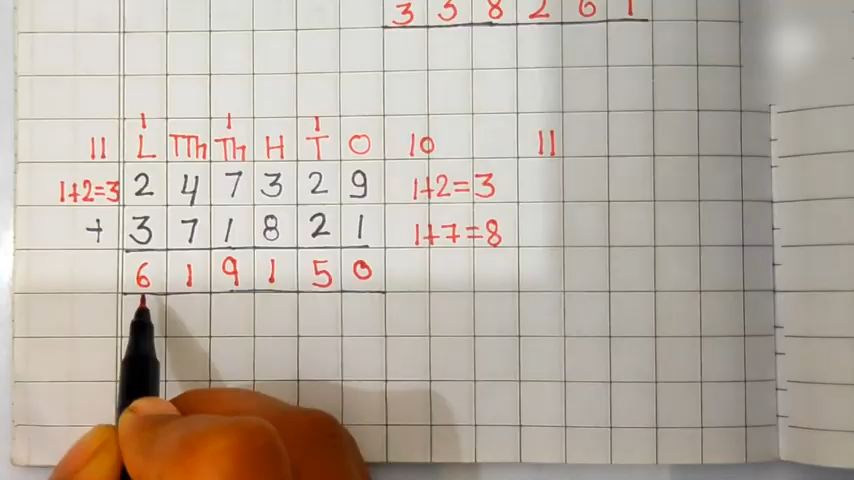 3 3 8 2 6 1
1 1 1
11 L TTh Th H T O 10 11
1+2=3 2 4 7 3 2 9 1+2=3
+ 3 7 1 8 2 1 1+7=8
6 1 9 1 5 0